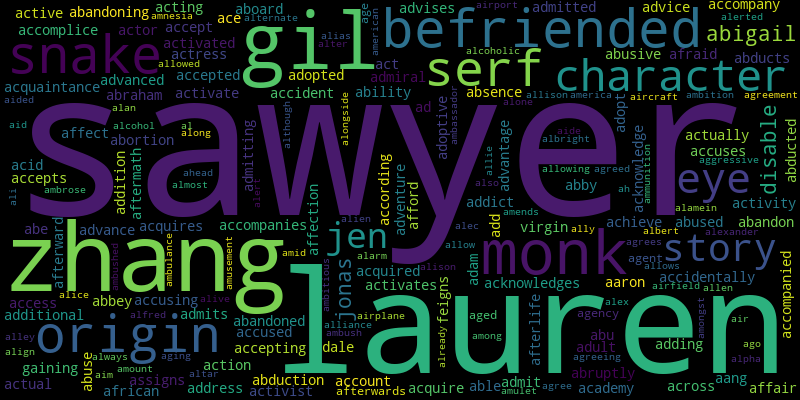 active abandoning acting ace aboard advises admitted advice accompany
amnesia alias age american airport alerted
accomplice actor accept alternate abusive afraid abigail
snake activated alter gil befriended
actress accepted allowed adopted admiral act alcoholic serf character abducts
acquaintance advanced accident ability absence allison america aircraft ambition agreement
aided abraham activate alan although alongside ad adoptive ambassador alone adopt disable
aid affect alcohol al along admitting aide albright actually accuses abducted
acid abortion ahead advantage allie allowing agreed acknowledge ammunition aggressive
sawyer
ali accepts addition aftermath almost alert according adventure also abby ah eye activity
ambrose afford addict amends virgin alamein abandon
abe advance acquires accompanies affection alien alec add achieve abused
afterward ambushed ambulance amusement amid jen allow ally albert alexander
zhang alarm monk agrees story
access alice alive ambitious jonas acquired alison adam agent allows accidentally accompanied
additional abbey accusing activates acknowledges aaron airfield allen
alley admits alfred abandoned alliance airplane already feigns aged among afterlife alex amongst air
origin accused ambush agency abu alpha ago
align gaining always accepting dale lauren adult agreeing adding aang
actual abuse aim amount aging action abruptly
african assigns altar abduction account acquire able admit agree academy across affair
address activist afterwards amulet